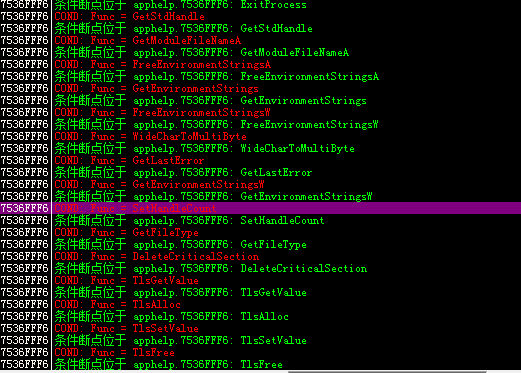 7536FFF6 条件断点位于 apphelp.7536FFF6: ExitProcess
7536FFF6 COND: Func = GetStdHandle
7536FFF6 条件断点位于 apphelp.7536FFF6: GetStdHandle
7536FFF6 COND: Func = GetModuleFileNameA
7536FFF6 条件断点位于 apphelp.7536FFF6: GetModuleFileNameA
7536FFF6 COND: Func = FreeEnvironmentStringsA
7536FFF6 条件断点位于 apphelp.7536FFF6: FreeEnvironmentStringsA
7536FFF6 COND: Func = GetEnvironmentStrings
7536FFF6 条件断点位于 apphelp.7536FFF6: GetEnvironmentStrings
7536FFF6 COND: Func = FreeEnvironmentStringsW
7536FFF6 条件断点位于 apphelp.7536FFF6: FreeEnvironmentStringsW
7536FFF6 COND: Func = WideCharToMultiByte
7536FFF6 条件断点位于 apphelp.7536FFF6: WideCharToMultiByte
7536FFF6 COND: Func = GetLastError
7536FFF6 条件断点位于 apphelp.7536FFF6: GetLastError
7536FFF6 COND: Func = GetEnvironmentStringsW
7536FFF6 条件断点位于 apphelp.7536FFF6: GetEnvironmentStringsW
7536FFF6 COND: Func = SetHandleCount
7536FFF6 条件断点位于 apphelp.7536FFF6: SetHandleCount
7536FFF6 COND: Func = GetFileType
7536FFF6 条件断点位于 apphelp.7536FFF6: GetFileType
7536FFF6 COND: Func = DeleteCriticalSection
7536FFF6 条件断点位于 apphelp.7536FFF6: DeleteCriticalSection
7536FFF6 COND: Func = TlsGetValue
7536FFF6 条件断点位于 apphelp.7536FFF6: TlsGetValue
7536FFF6 COND: Func = TlsAlloc
7536FFF6 条件断点位于 apphelp.7536FFF6: TlsAlloc
7536FFF6 COND: Func = TlsSetValue
7536FFF6 条件断点位于 apphelp.7536FFF6: TlsSetValue
7536FFF6 COND: Func = TlsFree
7536FFF6 条件断点位于 apphelp.7536FFF6: TlsFree